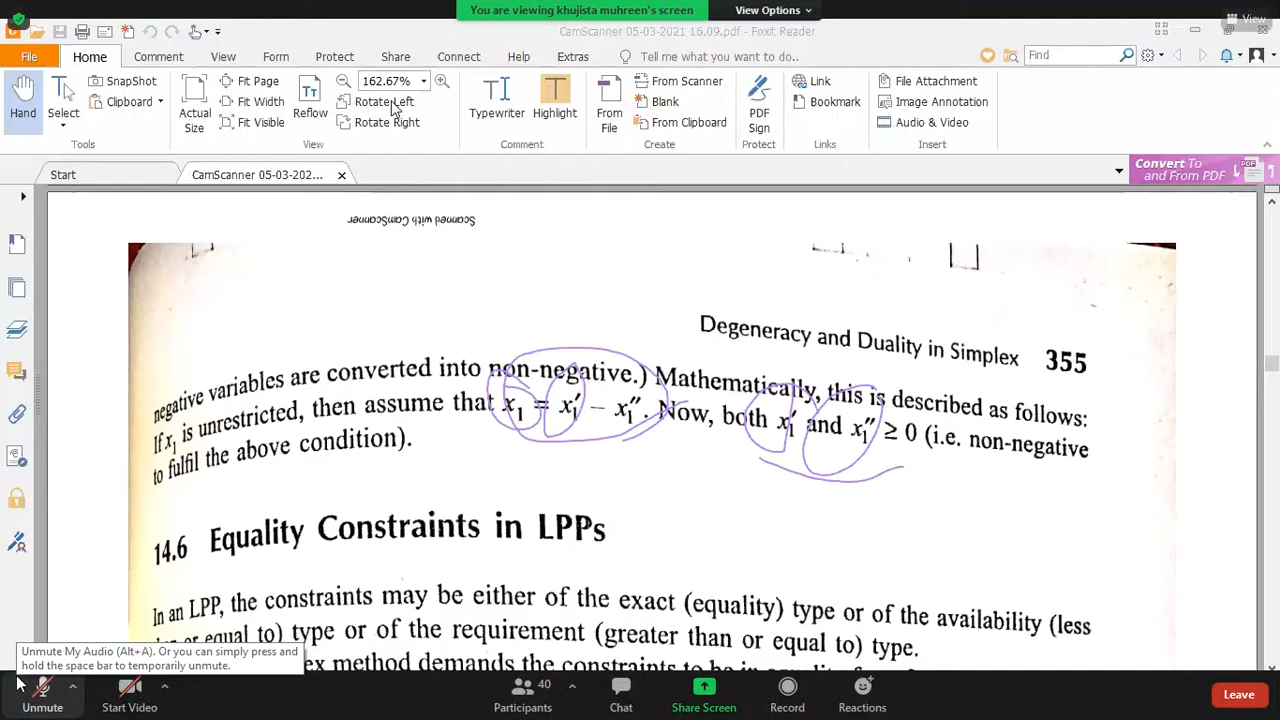 You are viewing khujista muhreen's screen
View Options
View
CamScanner 05-03-2021 16.09.pdf - Foxit Reader
File Home Comment View Form Protect Share Connect Help Extras Tell me what you want to do.. Find
Hand
Select
SnapShot
Clipboard
Tools
Actual Size
Fit Page
Fit Width
Fit Visible
Reflow
162.67%
Rotate Left
Rotate Right
View
Typewriter
Highlight
Comment
From File
From Scanner
Blank
From Clipboard
Create
PDF Sign
Protect
Link
Bookmark
Links
File Attachment
Image Annotation
Audio & Video
Insert
Start
CamScanner 05-03-202...
Convert To
and From PDF
Scanned with CamScanner
Degeneracy and Duality in Simplex 355
negative variables are converted into non-negative.) Mathematically, this is described as follows:
If x₁ is unrestricted, then assume that x₁ = x₁′ – x₁″. Now, both x₁′ and x₁″ ≥ 0 (i.e. non-negative
to fulfil the above condition).
14.6 Equality Constraints in LPPs
In an LPP, the constraints may be either of the exact (equality) type or of the availability (less
or equal to) type or of the requirement (greater than or equal to) type.
method demands the constraints to be in
Unmute My Audio (Alt+A). Or you can simply press and
hold the space bar to temporarily unmute.
Unmute
Start Video
40
Participants
Chat
Share Screen
Record
Reactions
Leave